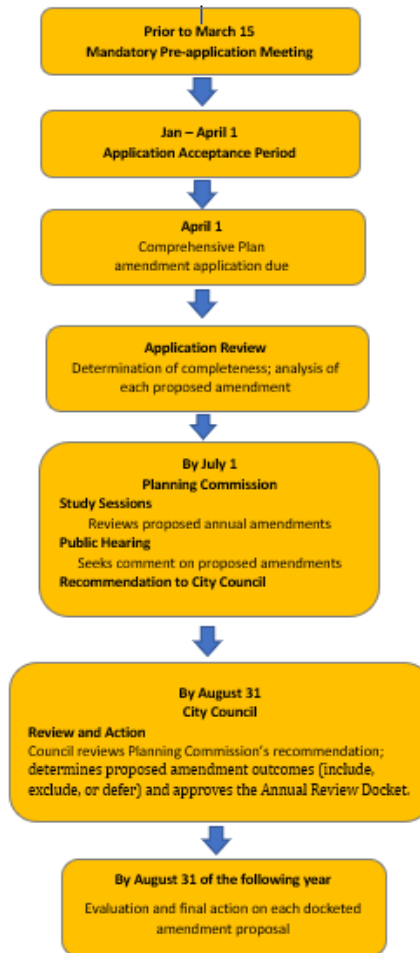 Prior to March 15
Mandatory Pre-application Meeting
Jan – April 1
Application Acceptance Period
April 1
Comprehensive Plan
amendment application due
Application Review
Determination of completeness; analysis of
each proposed amendment
By July 1
Planning Commission
Study Sessions
Reviews proposed annual amendments
Public Hearing
Seeks comment on proposed amendments
Recommendation to City Council
By August 31
City Council
Review and Action
Council reviews Planning Commission's recommendation;
determines proposed amendment outcomes (include,
exclude, or defer) and approves the Annual Review Docket.
By August 31 of the following year
Evaluation and final action on each docketed
amendment proposal